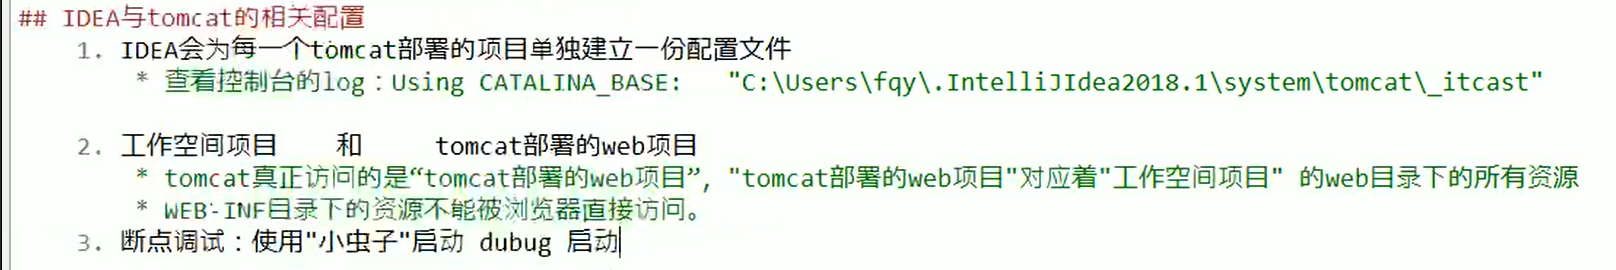 ## IDEA与tomcat的相关配置
1. IDEA会为每一个tomcat部署的项目单独建立一份配置文件
* 查看控制台的log：Using CATALINA_BASE:   "C:\Users\fqy\.IntelliJIdea2018.1\system\tomcat\_itcast"
2. 工作空间项目    和     tomcat部署的web项目
* tomcat真正访问的是“tomcat部署的web项目”, "tomcat部署的web项目"对应着"工作空间项目" 的web目录下的所有资源
* WEB-INF目录下的资源不能被浏览器直接访问。
3. 断点调试：使用"小虫子"启动 dubug 启动